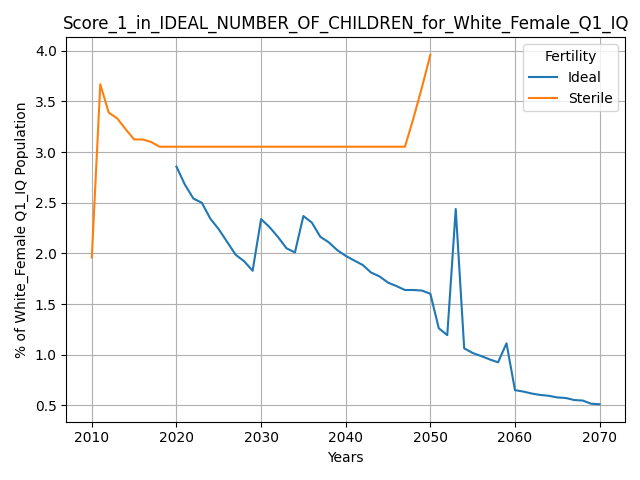 Score_1_in_IDEAL_NUMBER_OF_CHILDREN_for_White_Female_Q1_IQ
Fertility
Ideal
Sterile
4.0
3.5
3.0
2.5
2.0
1.5
1.0
0.5
% of White_Female Q1_IQ Population
2010 2020 2030 2040 2050 2060 2070
Years